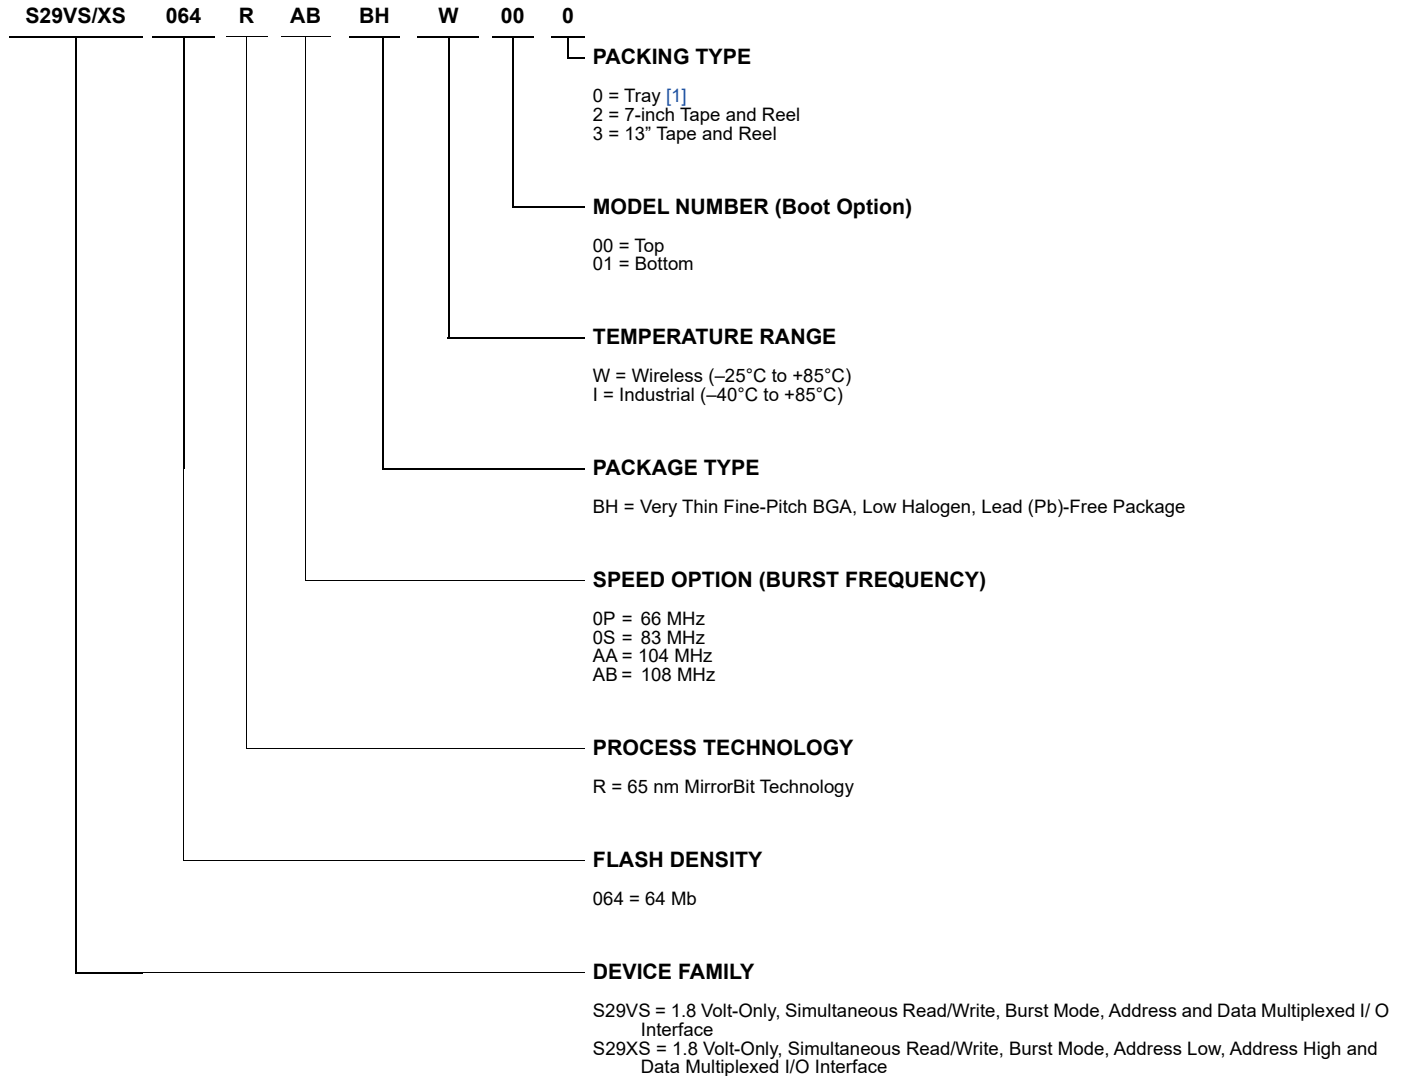 S29VS/XS 064 R AB BH W 00 0
PACKING TYPE
0 = Tray [1]
2 = 7-inch Tape and Reel
3 = 13” Tape and Reel
MODEL NUMBER (Boot Option)
00 = Top
01 = Bottom
TEMPERATURE RANGE
W = Wireless (–25°C to +85°C)
I = Industrial (–40°C to +85°C)
PACKAGE TYPE
BH = Very Thin Fine-Pitch BGA, Low Halogen, Lead (Pb)-Free Package
SPEED OPTION (BURST FREQUENCY)
0P = 66 MHz
0S = 83 MHz
AA = 104 MHz
AB = 108 MHz
PROCESS TECHNOLOGY
R = 65 nm MirrorBit Technology
FLASH DENSITY
064 = 64 Mb
DEVICE FAMILY
S29VS = 1.8 Volt-Only, Simultaneous Read/Write, Burst Mode, Address and Data Multiplexed I/ O
Interface
S29XS = 1.8 Volt-Only, Simultaneous Read/Write, Burst Mode, Address Low, Address High and
Data Multiplexed I/O Interface